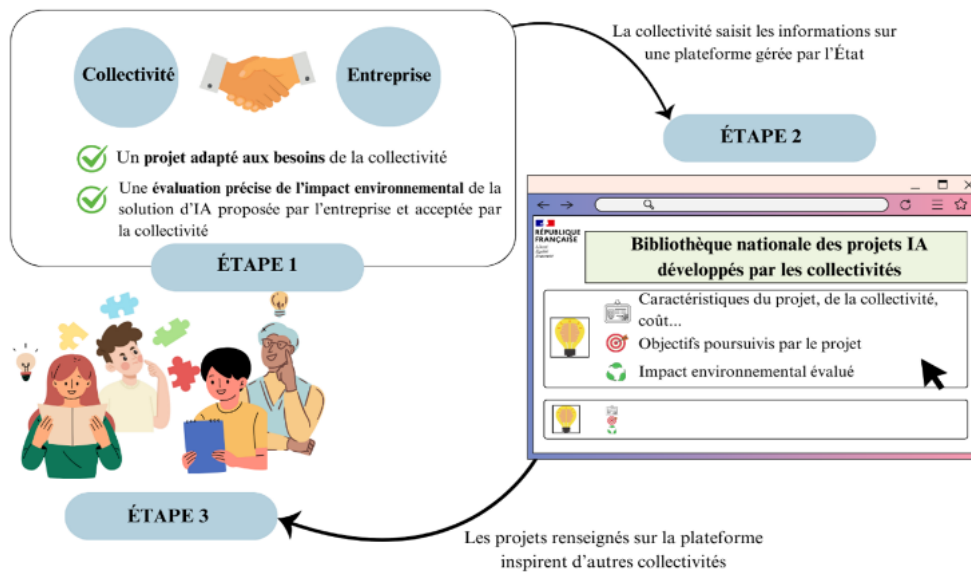 Collectivité
Entreprise
Un projet adapté aux besoins de la collectivité
Une évaluation précise de l'impact environnemental de la
solution d'IA proposée par l'entreprise et acceptée par
la collectivité
ÉTAPE 1
La collectivité saisit les informations sur
une plateforme gérée par l'État
ÉTAPE 2
RÉPUBLIQUE
FRANÇAISE
Liberté
Égalité
Fraternité
Bibliothèque nationale des projets IA
développés par les collectivités
Caractéristiques du projet, de la collectivité,
coût...
Objectifs poursuivis par le projet
Impact environnemental évalué
Les projets renseignés sur la plateforme
inspirent d'autres collectivités
ÉTAPE 3